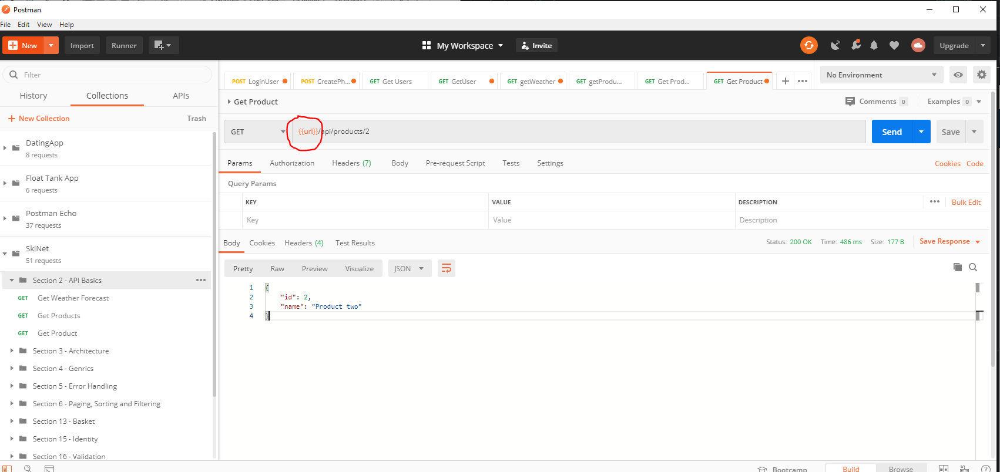 Postman
File Edit View Help
New Import Runner My Workspace Invite Upgrade
Filter
History Collections APIs
New Collection Trash
DatingApp
8 requests
Float Tank App
6 requests
Postman Echo
37 requests
SkiNet
51 requests
Section 2 - API Basics
GET Get Weather Forecast
GET Get Products
GET Get Product
Section 3 - Architecture
Section 4 - Genrics
Section 5 - Error Handling
Section 6 - Paging, Sorting and Filtering
Section 13 - Basket
Section 15 - Identity
Section 16 - Validation
POST LoginUser POST CreatePh... GET Get Users GET GetUser GET getWeather GET getProdu... GET Get Prod... GET Get Product No Environment
Get Product Comments 0 Examples 0
GET {{url}}/api/products/2 Send Save
Params Authorization Headers (7) Body Pre-request Script Tests Settings Cookies Code
Query Params
KEY VALUE DESCRIPTION Bulk Edit
Key Value Description
Body Cookies Headers (4) Test Results Status: 200 OK Time: 486 ms Size: 177 B Save Response
Pretty Raw Preview Visualize JSON
1 {
2 "id": 2,
3 "name": "Product two"
4 }
Bootcamp Build Browse